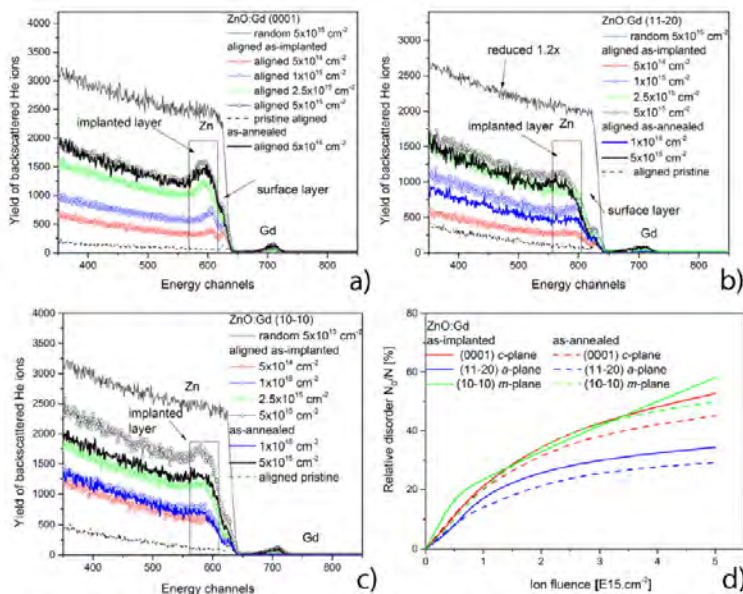 ZnO:Gd (0001)
random 5x10¹⁵ cm⁻²
aligned as-implanted
aligned 5x10¹⁴ cm⁻²
aligned 1x10¹⁵ cm⁻²
aligned 2.5x10¹⁵ cm⁻²
aligned 5x10¹⁵ cm⁻²
pristine aligned
as-annealed
aligned
implanted layer
Zn
surface layer
Gd
Yield of backscattered He ions
4000
3500
3000
2500
2000
1500
1000
500
0
400 500 600 700 800
Energy channels
a)
ZnO:Gd (11-20)
random 5x10¹⁵ cm⁻²
aligned as-implanted
5x10¹⁴ cm⁻²
1x10¹⁵ cm⁻²
2.5x10¹⁵ cm⁻²
5x10¹⁵ cm⁻²
aligned as-annealed
cm⁻²
5x10¹⁵ cm⁻²
aligned pristine
reduced 1.2x
implanted layer
Zn
surface layer
Gd
Yield of backscattered He ions
3000
2500
2000
1500
1000
500
0
400 500 600 700 800
Energy channels
b)
ZnO:Gd (10-10)
random
aligned as-implanted
5x10¹⁴ cm⁻²
cm⁻²
2.5x10¹⁵ cm⁻²
5x10¹⁵ cm⁻²
as-annealed
cm⁻²
5x10¹⁵ cm⁻²
aligned pristine
Zn
implanted
layer
Gd
Yield of backscattered He ions
4000
3500
3000
2500
2000
1500
1000
500
0
400 500 600 700 800
Energy channels
c)
ZnO:Gd
as-implanted as-annealed
(0001) c-plane (0001) c-plane
(11-20) a-plane (11-20) a-plane
(10-10) m-plane (10-10) m-plane
Relative disorder N_d/N [%]
80
60
40
20
0
0 1 2 3 4 5
Ion fluence [E15.cm⁻²]
d)